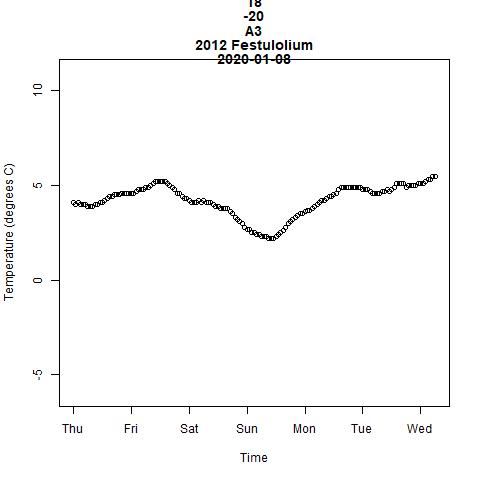 18
-20
A3
2012 Festulolium
2020-01-08
10
5
0
-5
Temperature (degrees C)
Thu Fri Sat Sun Mon Tue Wed
Time